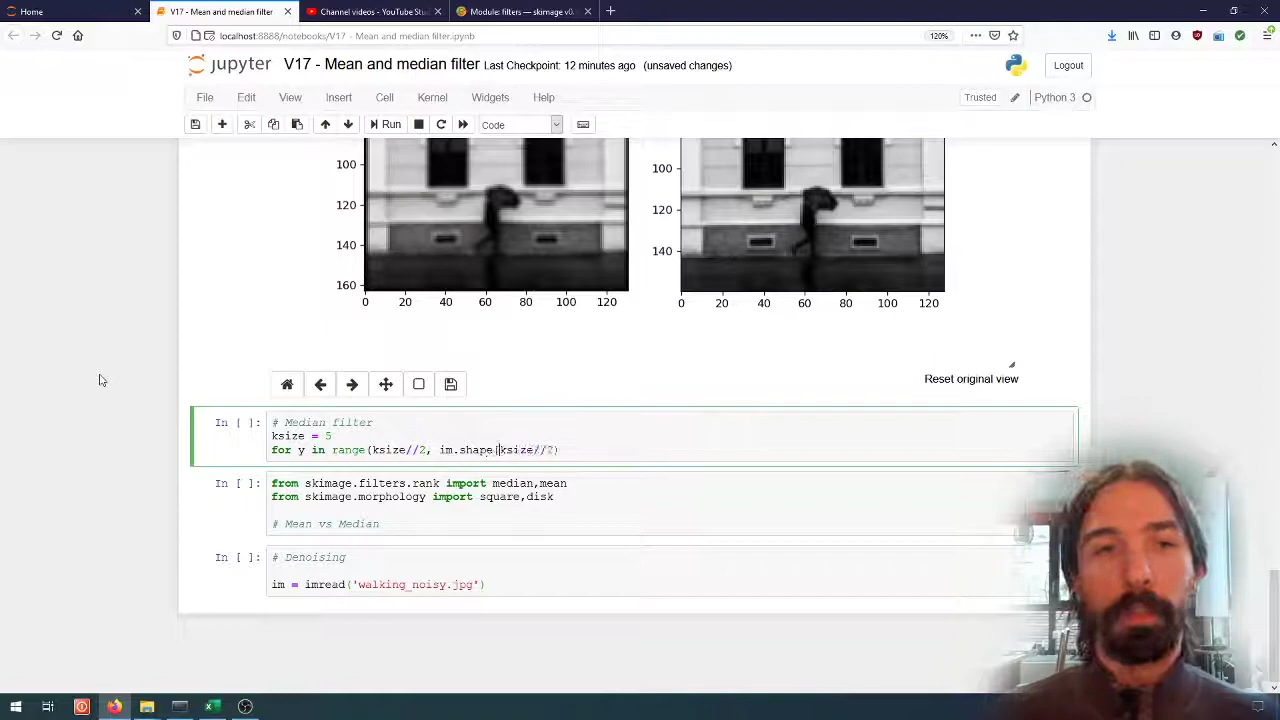 Home
V17 - Mean and median filter
Channel videos - YouTube Stud
Module: filters — skimage v0.
localhost:8888/notebooks/V17 - Mean and median filter.ipynb
120%
jupyter V17 - Mean and median filter Last Checkpoint: 12 minutes ago (unsaved changes)
Logout
File Edit View Insert Cell Kernel Widgets Help
Trusted
Python 3
Run
Code
100
120
140
160
0 20 40 60 80 100 120
100
120
140
0 20 40 60 80 100 120
Reset original view
In [ ]: # Median filter
ksize = 5
for y in range(ksize//2, im.shape(ksize//2)
In [ ]: from skimage.filters.rank import median,mean
from skimage.morphology import square,disk
# Mean vs Median
In [ ]: # Denoising
im = imread('walking_noisy.jpg')